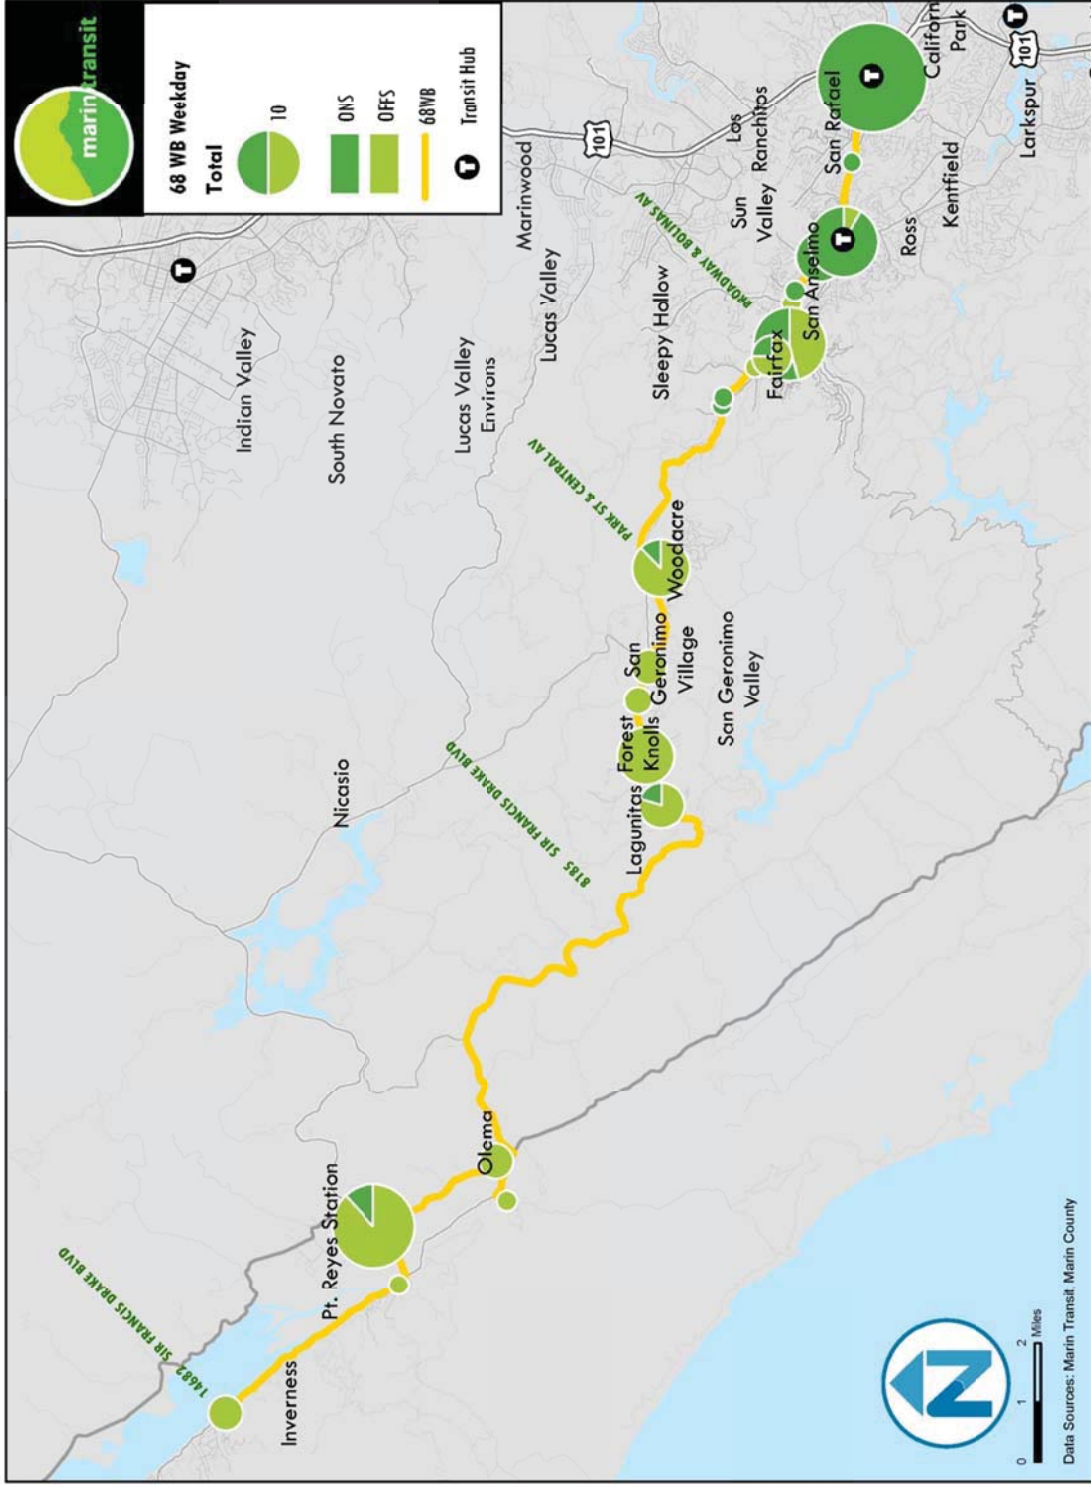 marintransit
68 WB Weekday
Total
10
ONS
OFFS
68WB
Transit Hub
101
Marinwood
Lucas Valley
Indian Valley
South Novato
Lucas Valley
Environs
Los
Ranchitos
Sun
Valley
Sleepy Hollow
BROADWAY & BOLINAS AV
San Rafael
Californ
Park
101
Larkspur
Kentfield
Ross
San Anselmo
Fairfax
PARK ST & CENTRAL AV
Woodacre
San
Geronimo
Village
San Geronimo
Valley
Forest
Knolls
Lagunitas
Nicasio
8185 SIR FRANCIS DRAKE BLVD
Olema
Pt. Reyes Station
14682 SIR FRANCIS DRAKE BLVD
Inverness
N
0 1 2
Miles
Data Sources: Marin Transit, Marin County
T
T
T
T